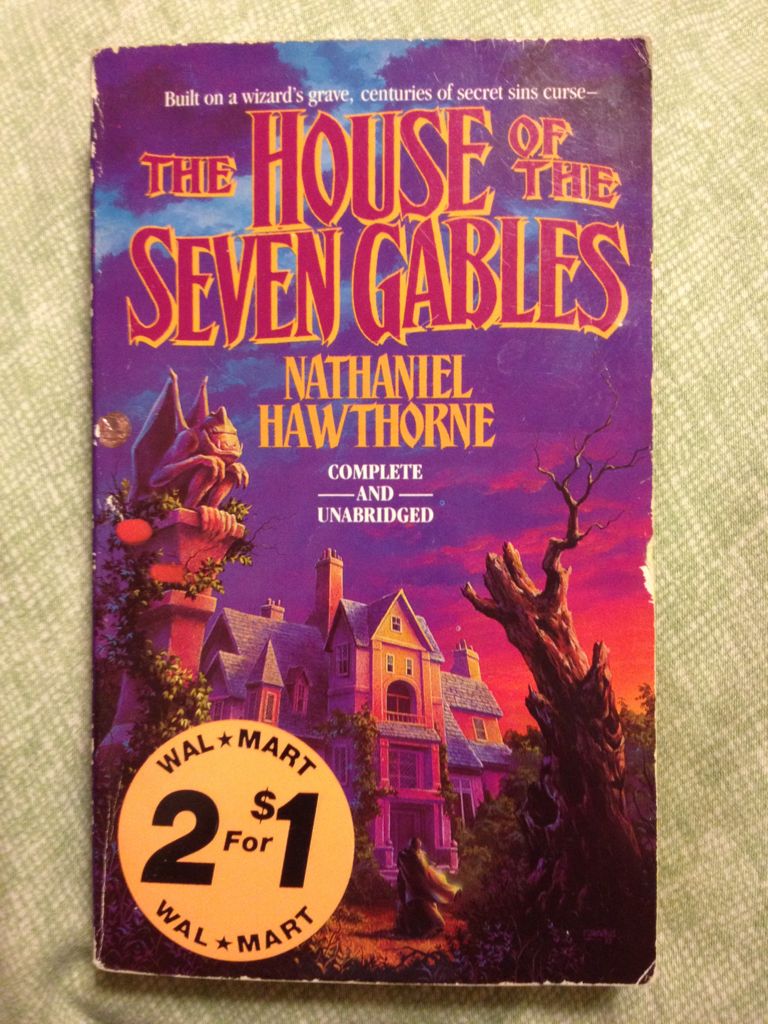 Built on a wizard's grave, centuries of secret sins curse—
THE HOUSE OF THE
SEVEN GABLES
NATHANIEL
HAWTHORNE
COMPLETE
—AND—
UNABRIDGED
WAL★MART
2 For $1
WAL★MART